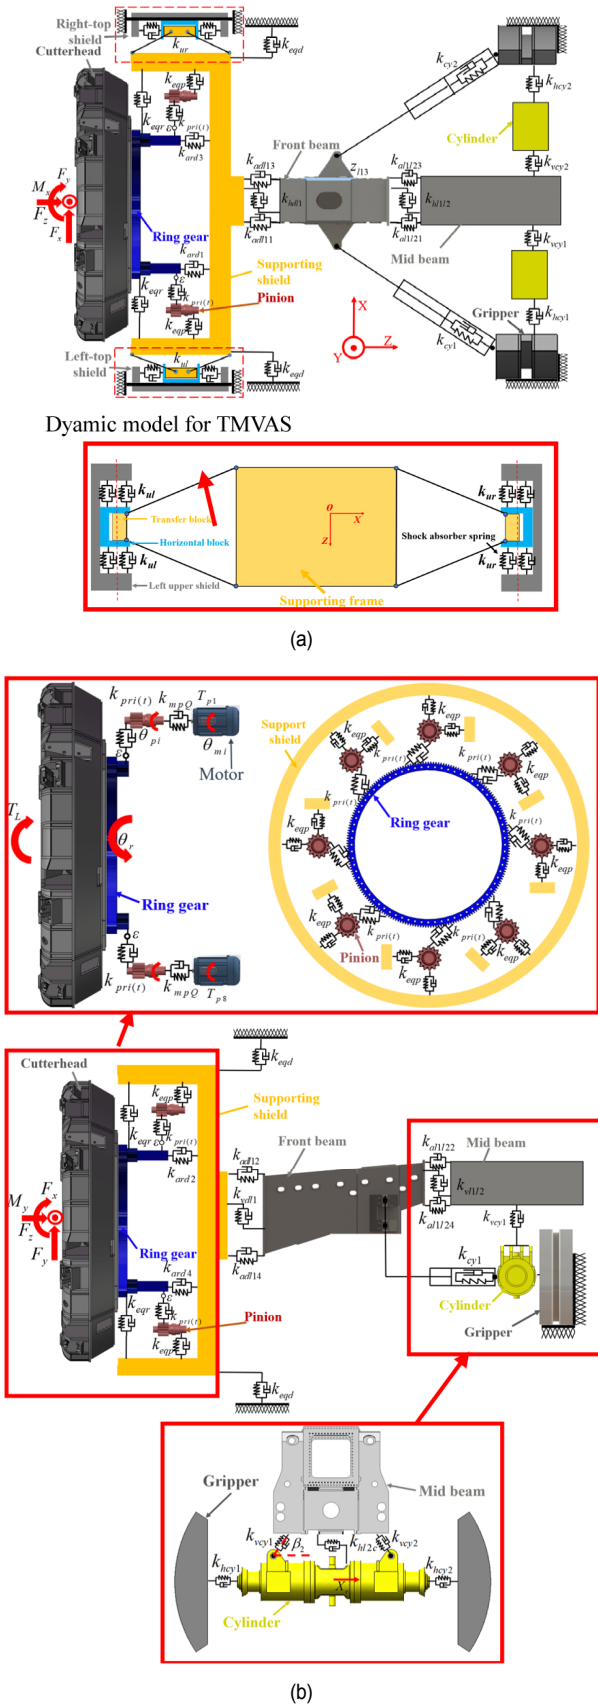 Right-top
shield
Cutterhead
k_ur
k_eqd
k_eqp
k_eqr
ε
k_pri(t)
k_ard3
M_x
F_y
F_z
F_x
Ring gear
k_ard1
k_eqr
ε
k_pri(t)
k_eqp
Pinion
Supporting
shield
k_adl13
k_adl11
Front beam
k_hdl1
z_l13
k_al1/23
k_hl1/2
k_al1/21
Mid beam
k_cy2
k_hcy2
Cylinder
k_vcy2
k_vcy1
k_hcy1
Gripper
k_cy1
X
Z
Y
Left-top
shield
k_ul
k_eqd
Dyamic model for TMVAS
k_ul
k_ur
Transfer block
Horizontal block
k_ul
k_ur
Left upper shield
o
X
Z
Shock absorber spring
Supporting frame
(a)
k_pri(t)
k_mpQ
T_p1
θ_pi
θ_mi
Motor
ε
T_L
θ_r
Ring gear
ε
k_pri(t)
k_mpQ
T_p8
Support
shield
k_eqp
k_eqp
k_pri(t)
k_pri(t)
k_eqp
k_pri(t)
Ring gear
k_eqp
k_pri(t)
k_eqp
k_eqp
k_pri(t)
k_pri(t)
k_eqp
Pinion
k_eqp
Cutterhead
k_eqd
k_eqp
Supporting
shield
k_eqr
ε
k_pri(t)
k_ard2
M_y
F_x
F_z
F_y
Ring gear
k_ard4
k_eqr
ε
k_pri(t)
k_eqp
Pinion
k_eqd
k_adl12
k_vdl1
k_adl14
Front beam
k_al1/22
k_vl1/2
k_al1/24
Mid beam
k_vcy1
k_cy1
Cylinder
Gripper
Gripper
Mid beam
k_vcy1
β_2
k_hl2c
k_vcy2
k_hcy1
k_hcy2
X
Cylinder
(b)